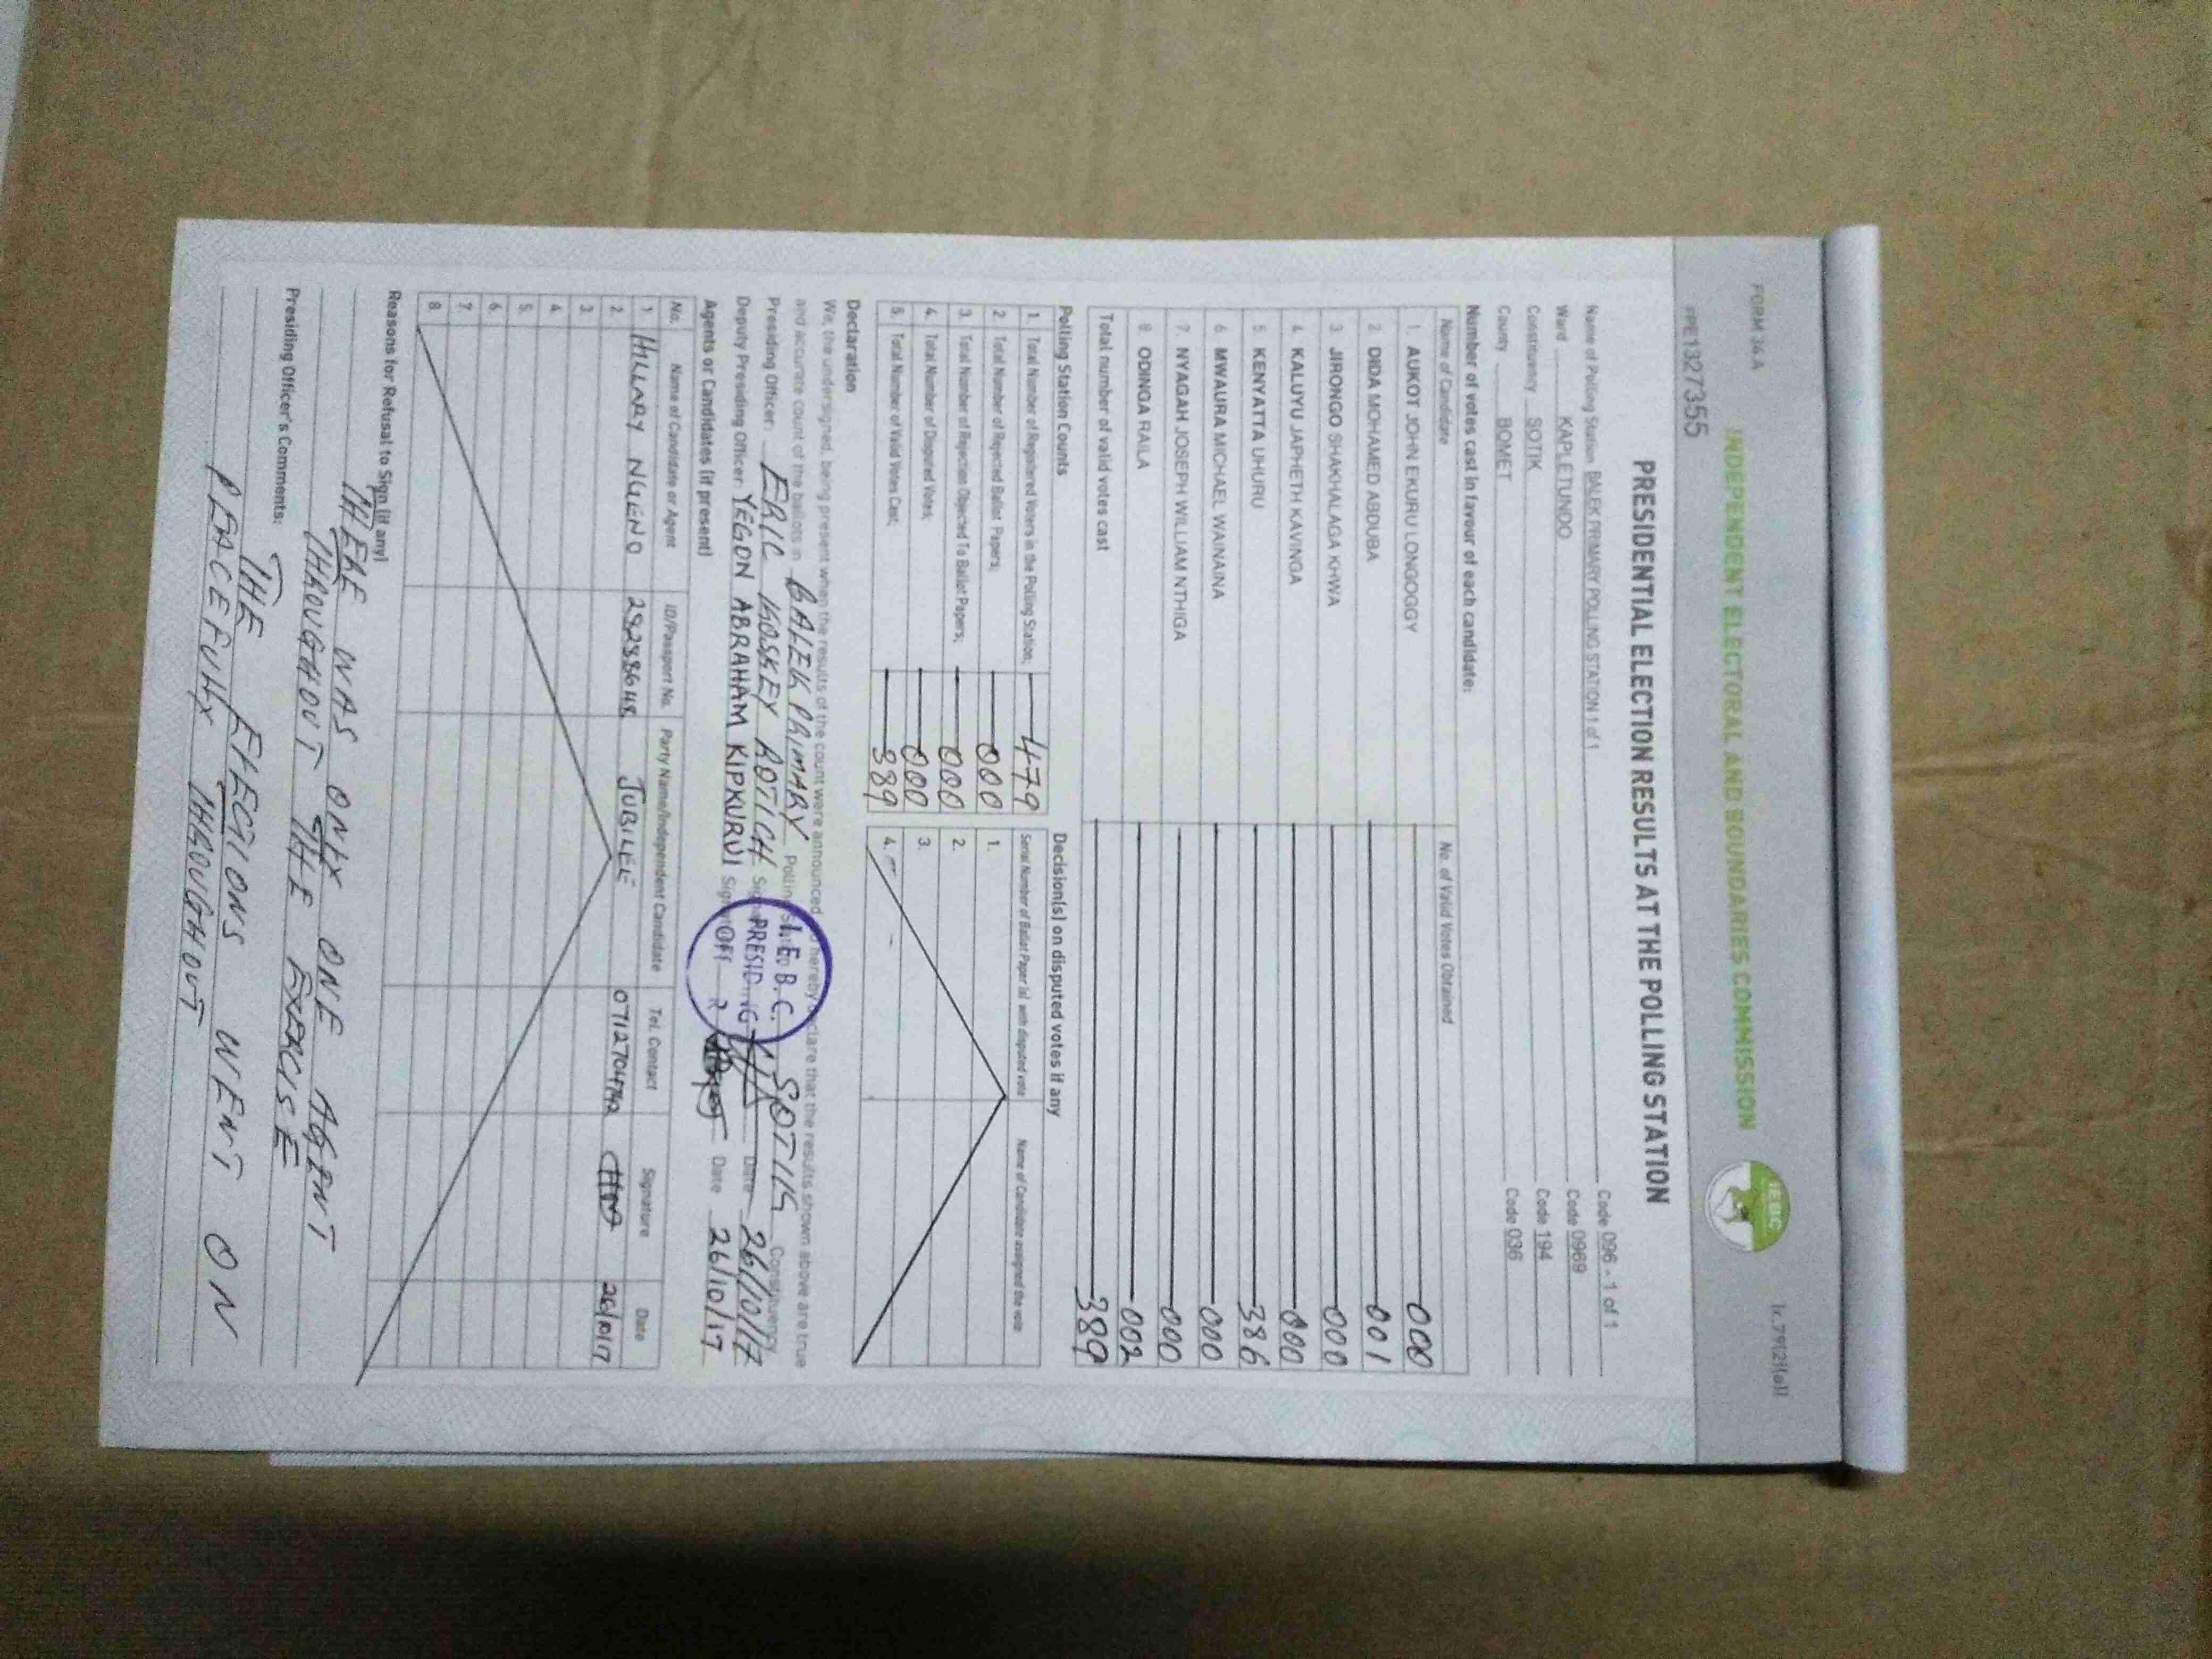 FORM 36 A
INDEPENDENT ELECTORAL AND BOUNDARIES COMMISSION
IEBC
1327355
PRESIDENTIAL ELECTION RESULTS AT THE POLLING STATION
Name of Polling Station BALEK PRIMARY POLLING STATION 1 of 1 Code 096 - 1 of 1
Ward KAPLETUNDO Code 0969
Constituency SOTIK Code 194
County BOMET Code 036
Number of votes cast in favour of each candidate:
Name of Candidate No. of Valid Votes Obtained
1. AUKOT JOHN EKURU LONGOGGY 000
2 DIDA MOHAMED ABDUBA 001
3 JIRONGO SHAKHALAGA KHWA 000
4 KALUYU JAPHETH KAVINGA 000
5 KENYATTA UHURU 386
6 MWAURA MICHAEL WAINAINA 000
7. NYAGAH JOSEPH WILLIAM NTHIGA 000
8 ODINGA RAILA 002
Total number of valid votes cast 389
Polling Station Counts
1. Total Number of Registered Voters in the Polling Station; 479
2 Total Number of Rejected Ballot Papers; 000
3. Total Number of Rejection Objected To Ballot Papers; 000
4. Total Number of Disputed Votes; 000
5. Total Number of Valid Votes Cast; 389
Decision(s) on disputed votes if any
Serial Number of Ballot Paper (s) with disputed vote Name of Candidate assigned the vote
1.
2.
3.
4.
Declaration
We, the undersigned, being present when the results of the count were announced hereby declare that the results shown above are true
and accurate count of the ballots in BALEK PRIMARY Polling SOTIK Constituency
Presiding Officer: ERIC KOSKEY ROTICH Date 26/10/17
Deputy Presiding Officer: YEGON ABRAHAM KIPKURUI Date 26/10/17
I.E.B.C.
PRESIDING
Agents or Candidates (if present)
No. Name of Candidate or Agent ID/Passport No. Party Name/Independent Candidate Tel. Contact Signature Date
1 HILLARY NGENO JUBILEE 26/10/17
2.
3.
4.
5.
6.
7.
8.
Reasons for Refusal to Sign (if any)
THERE WAS ONLY ONE AGENT
THROUGHOUT THE EXERCISE
Presiding Officer's Comments:
THE ELECTIONS WENT ON
PEACEFULLY THROUGHOUT